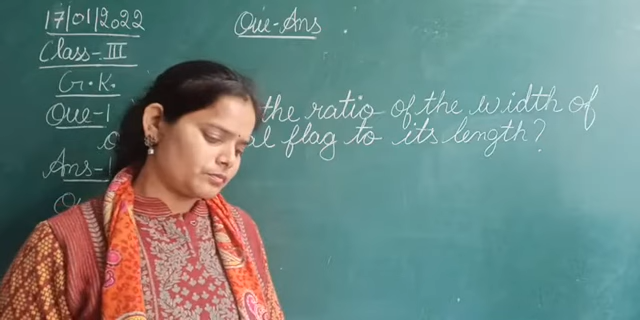 17/01/2022
Que-Ans
Class-III
G.K.
Que-1 the ratio of the width of
flag to its length?
Ans-1